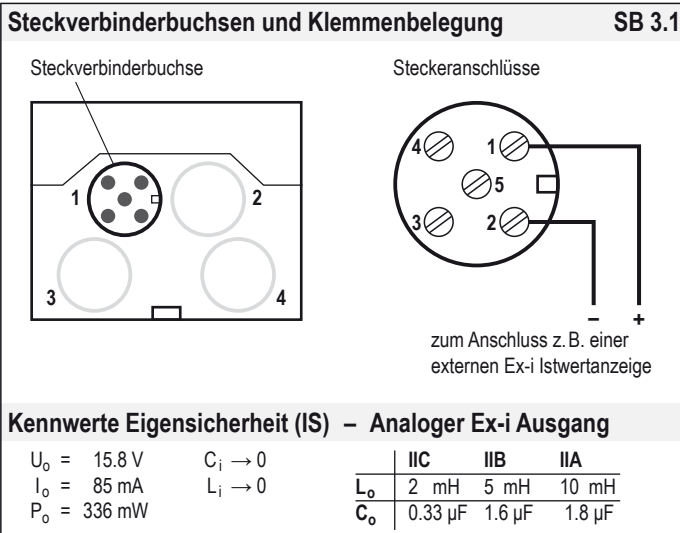 Steckverbinderbuchsen und Klemmenbelegung SB 3.1
Steckverbinderbuchse
Steckeranschlüsse
1
2
3
4
4
1
5
3
2
– +
zum Anschluss z. B. einer
externen Ex-i Istwertanzeige
Kennwerte Eigensicherheit (IS) – Analoger Ex-i Ausgang
Uo = 15.8 V Ci → 0
Io = 85 mA Li → 0
Po = 336 mW
IIC IIB IIA
Lo 2 mH 5 mH 10 mH
Co 0.33 µF 1.6 µF 1.8 µF